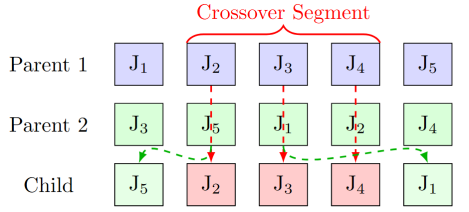 Crossover Segment
Parent 1 J₁ J₂ J₃ J₄ J₅
Parent 2 J₃ J₅ J₁ J₂ J₄
Child J₅ J₂ J₃ J₄ J₁